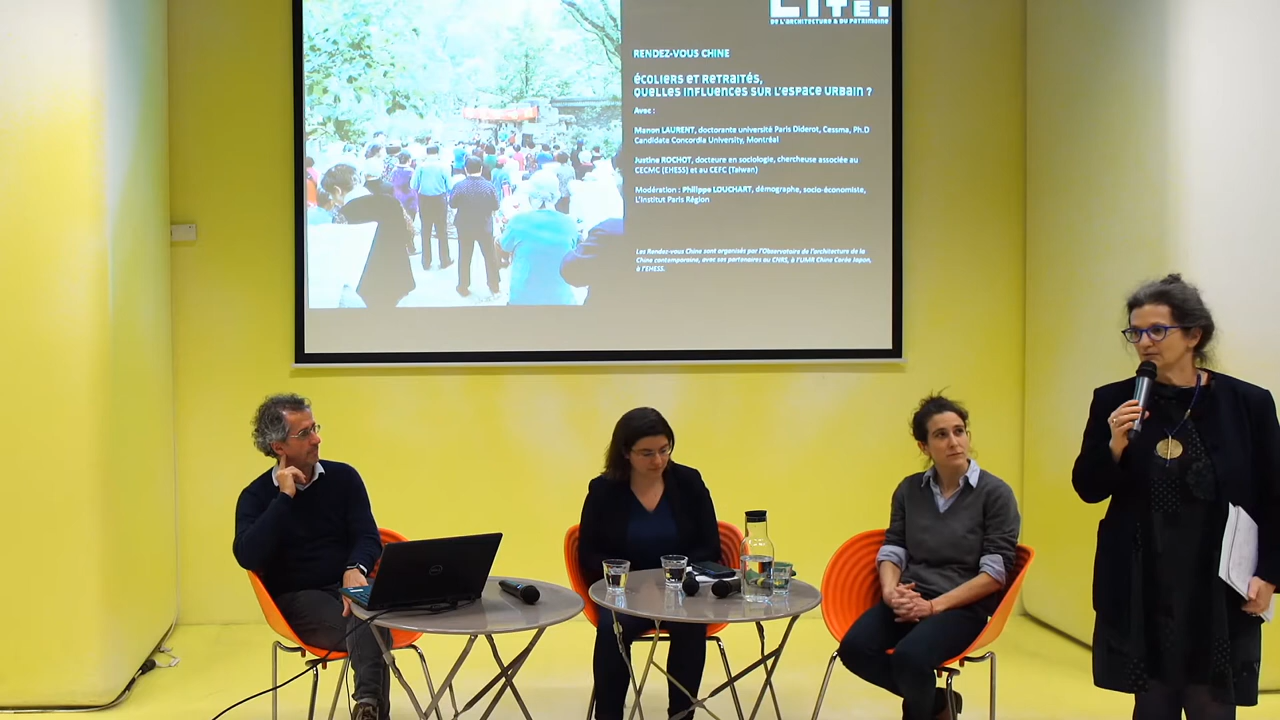 CITÉ.
DE L'ARCHITECTURE & DU PATRIMOINE
RENDEZ-VOUS CHINE
ÉCOLIERS ET RETRAITÉS,
QUELLES INFLUENCES SUR L'ESPACE URBAIN ?
Avec :
Manon LAURENT, doctorante université Paris Diderot, Cessma, Ph.D
Candidate Concordia University, Montréal
Justine ROCHOT, docteure en sociologie, chercheuse associée au
CECMC (EHESS) et au CEFC (Taiwan)
Modération : Philippe LOUCHART, démographe, socio-économiste,
L'Institut Paris Région
Les Rendez-vous Chine sont organisés par l'Observatoire de l'architecture de la
Chine contemporaine, avec ses partenaires au CNRS, à l'UMR Chine Corée Japon,
à l'EHESS.
DELL